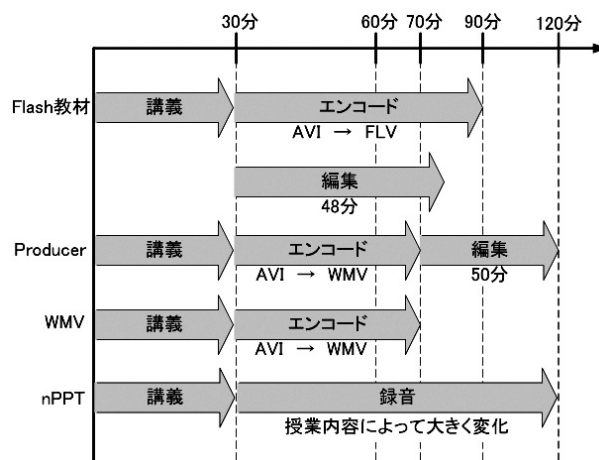 30分 60分 70分 90分 120分
Flash教材 講義 エンコード
AVI → FLV
編集
48分
Producer 講義 エンコード 編集
AVI → WMV 50分
WMV 講義 エンコード
AVI → WMV
nPPT 講義 録音
授業内容によって大きく変化